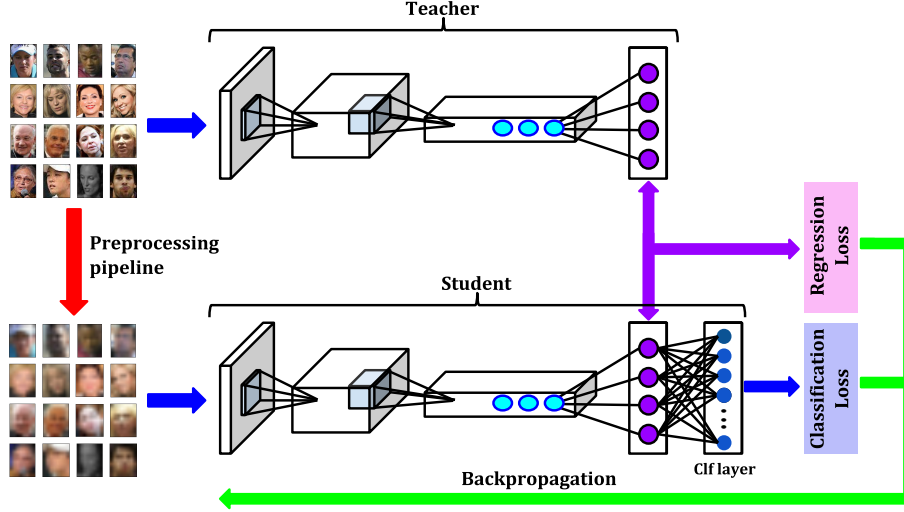 Teacher
Preprocessing
pipeline
Regression
Loss
Student
Classification
Loss
Clf layer
Backpropagation